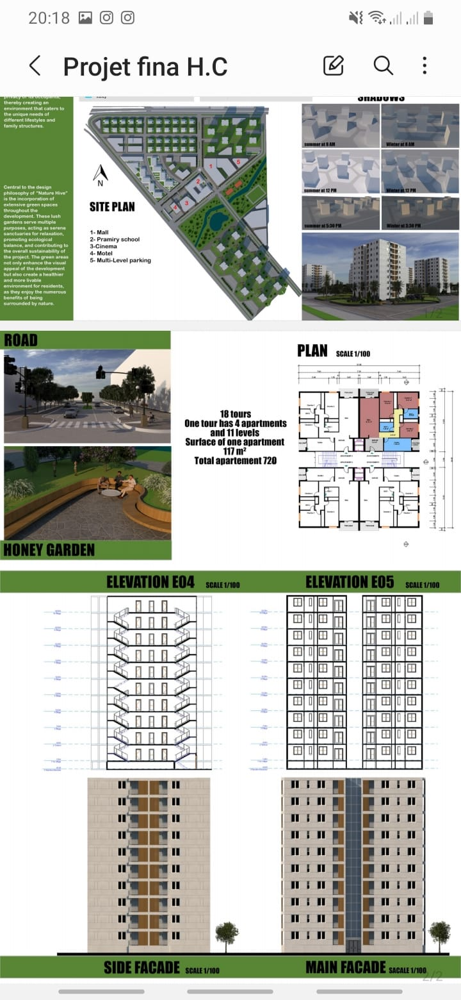 20:18
Projet fina H.C
privacy of its occupants,
thereby creating an
environment that caters to
the unique needs of
different lifestyles and
family structures.
Central to the design
philosophy of "Nature Hive"
is the incorporation of
extensive green spaces
throughout the
development. These lush
gardens serve multiple
purposes, acting as serene
sanctuaries for relaxation,
promoting ecological
balance, and contributing to
the overall sustainability of
the project. The green areas
not only enhance the visual
appeal of the development
but also create a healthier
and more livable
environment for residents,
as they enjoy the numerous
benefits of being
surrounded by nature.
N
SITE PLAN
1- Mall
2- Pramiry school
3-Cinema
4- Motel
5- Multi-Level parking
1
5
2
3
4
SHADOWS
summer at 8 AM
Winter at 8 AM
summer at 12 PM
Winter at 12 PM
summer at 5:30 PM
Winter at 3:30 PM
1/2
ROAD
HONEY GARDEN
18 tours
One tour has 4 apartments
and 11 levels
Surface of one apartment
117 m²
Total apartement 720
PLAN SCALE 1/100
ELEVATION E04 SCALE 1/100
ELEVATION E05 SCALE 1/100
SIDE FACADE SCALE 1/100
MAIN FACADE SACALE 1/100
2/2